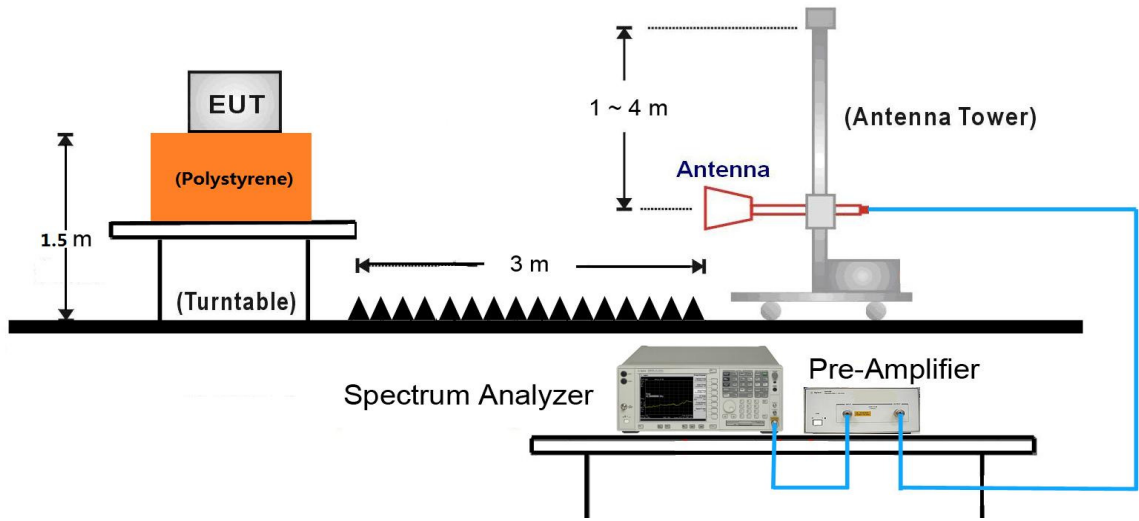 EUT
1 ~ 4 m
(Antenna Tower)
Antenna
(Polystyrene)
1.5 m
3 m
(Turntable)
Spectrum Analyzer
Pre-Amplifier